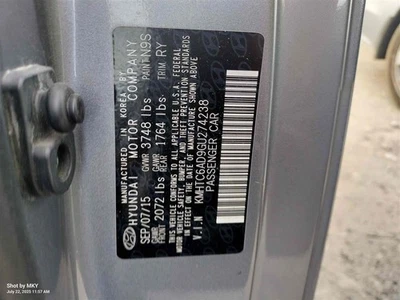 MANUFACTURED IN KOREA BY
HYUNDAI MOTOR COMPANY
SEP/07/15 GVWR 3748 lbs PAINT N9S
GAWR FRONT 2072 lbs GAWR REAR 1764 lbs TRIM RY
THIS VEHICLE CONFORMS TO ALL APPLICABLE U.S.A FEDERAL
MOTOR VEHICLE SAFETY, BUMPER, AND THEFT PREVENTION
STANDARDS IN EFFECT ON THE DATE OF
MANUFACTURE SHOWN ABOVE.
V.I.N KMHTC6AD9GU274238
PASSENGER CAR
Shot by MKY
July 22, 2025 11:07 AM